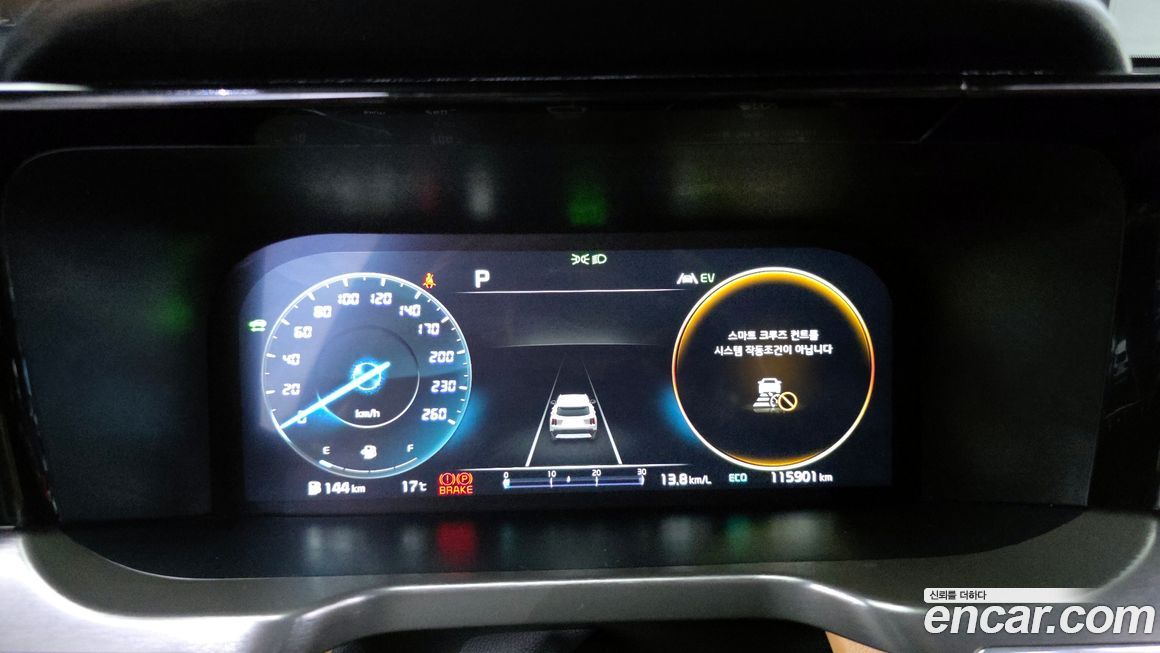 P
EV
0
20
40
60
80
100
120
140
170
200
230
260
km/h
E
F
스마트 크루즈 컨트롤
시스템 작동조건이 아닙니다
144 km
17℃
(!) (P)
BRAKE
0 10 20 30
13.8 km/L
ECO
115901 km
신뢰를 더하다
encar.com